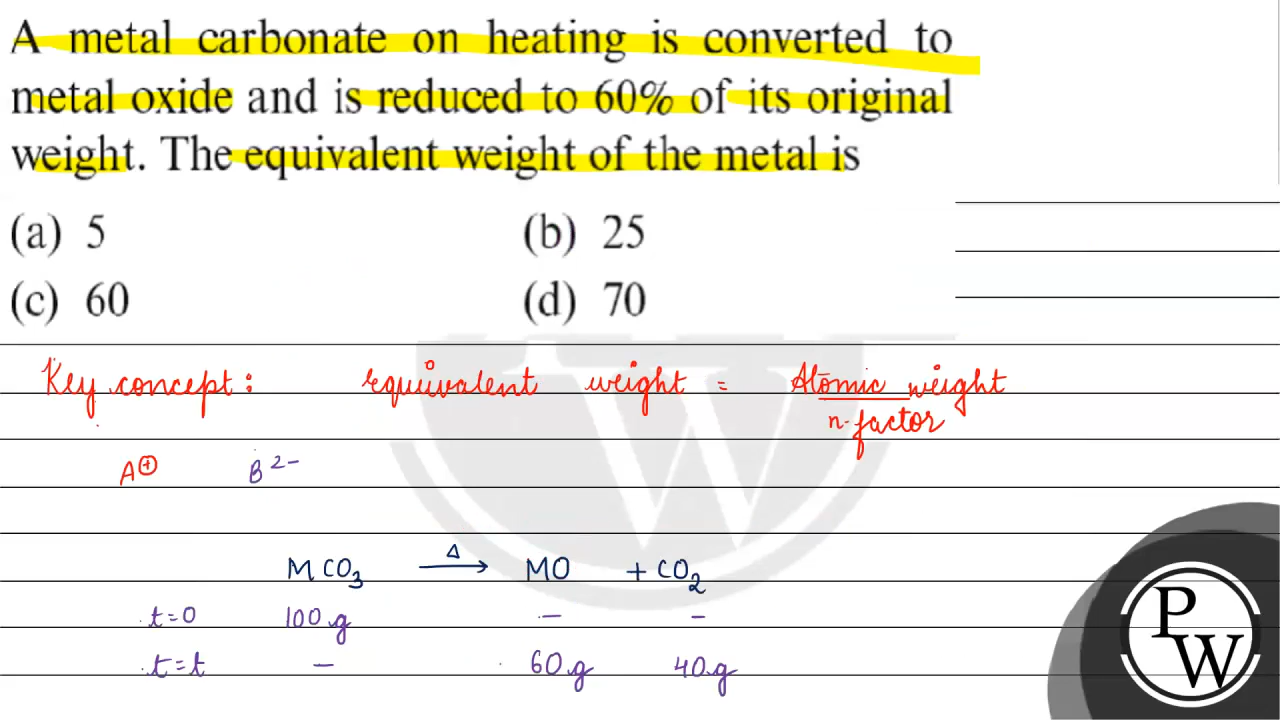 A metal carbonate on heating is converted to
metal oxide and is reduced to 60% of its original
weight. The equivalent weight of the metal is
(a) 5 (b) 25
(c) 60 (d) 70
Key concept: equivalent weight = Atomic weight / n-factor
A⊕ B²⁻
MCO₃ —Δ→ MO + CO₂
t=0 100g — —
t=t — 60g 40g
PW